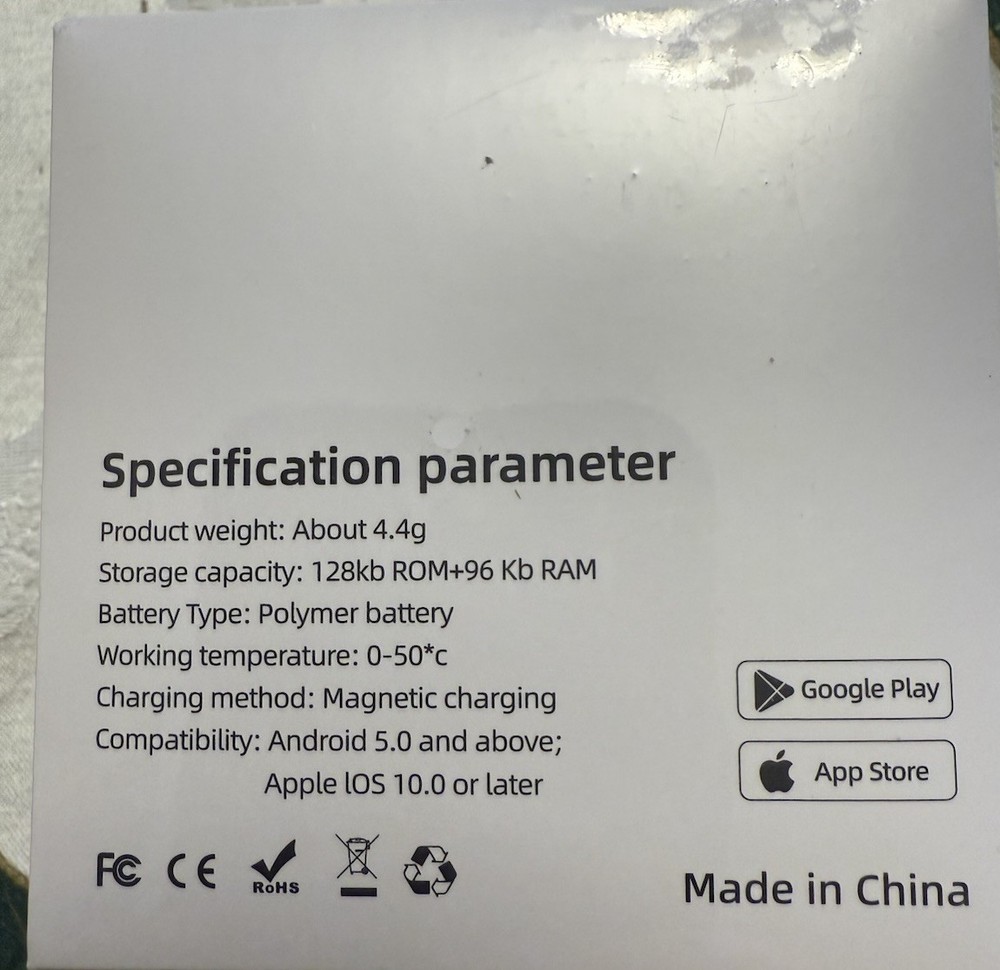 Specification parameter
Product weight: About 4.4g
Storage capacity: 128kb ROM+96 Kb RAM
Battery Type: Polymer battery
Working temperature: 0-50*c
Charging method: Magnetic charging
Compatibility: Android 5.0 and above;
Apple lOS 10.0 or later
Google Play
App Store
FC CE RoHS
Made in China